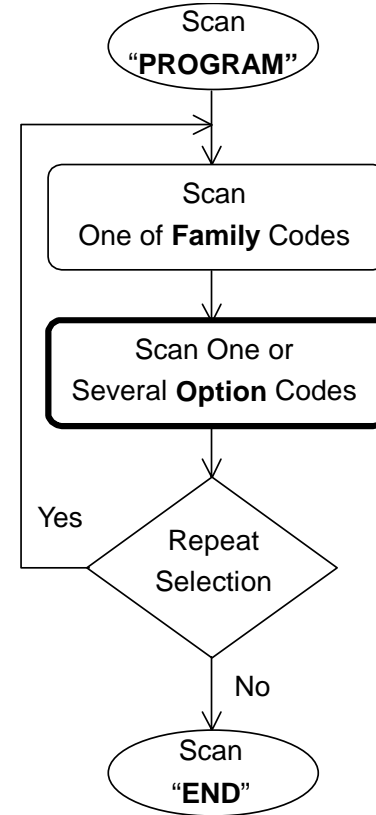 Scan
“PROGRAM”
Scan
One of Family Codes
Scan One or
Several Option Codes
Yes
Repeat
Selection
No
Scan
“END”